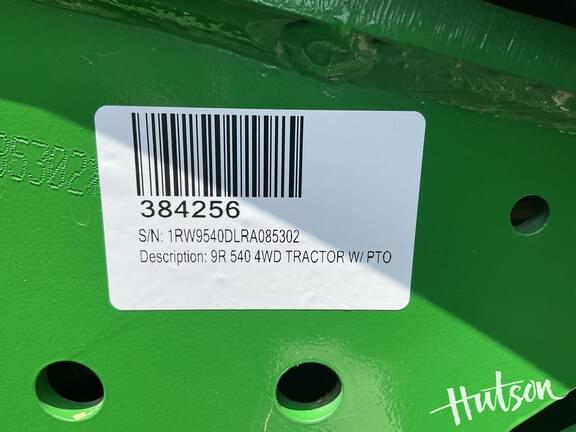 384256
S/N: 1RW9540DLRA085302
Description: 9R 540 4WD TRACTOR W/ PTO
Hutson